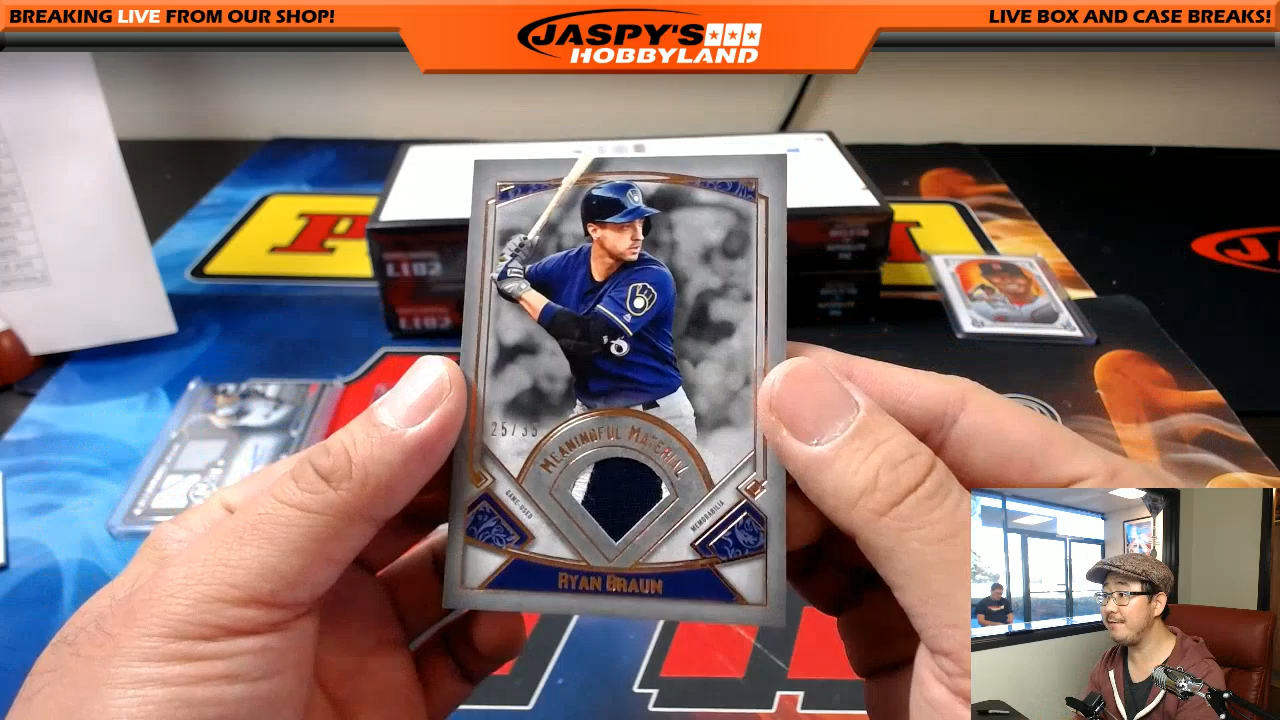 BREAKING LIVE FROM OUR SHOP!
JASPY'S
HOBBYLAND
LIVE BOX AND CASE BREAKS!
25/35
MEANINGFUL MATERIAL
GAME-USED
MEMORABILIA
RYAN BRAUN